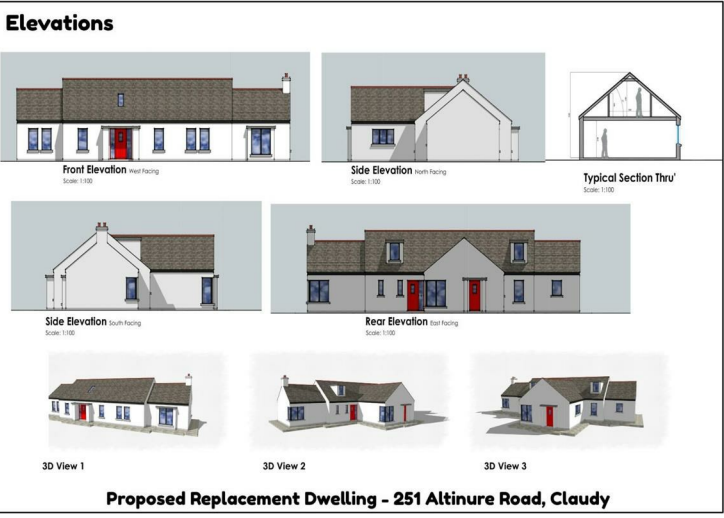 Elevations
Front Elevation West Facing
Scale: 1:100
Side Elevation North Facing
Scale: 1:100
Typical Section Thru'
Scale: 1:100
Side Elevation South Facing
Scale: 1:100
Rear Elevation East Facing
Scale: 1:100
3D View 1
3D View 2
3D View 3
Proposed Replacement Dwelling - 251 Altinure Road, Claudy